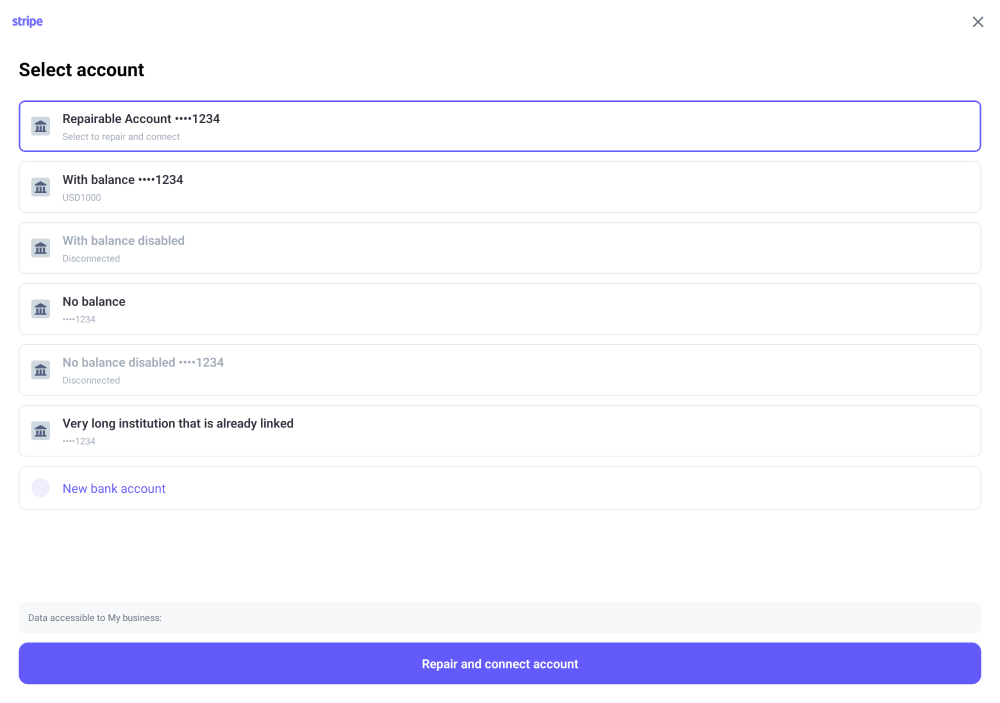 stripe
Select account
Repairable Account ••••1234
Select to repair and connect
With balance ••••1234
USD1000
With balance disabled
Disconnected
No balance
••••1234
No balance disabled ••••1234
Disconnected
Very long institution that is already linked
••••1234
New bank account
Data accessible to My business:
Repair and connect account